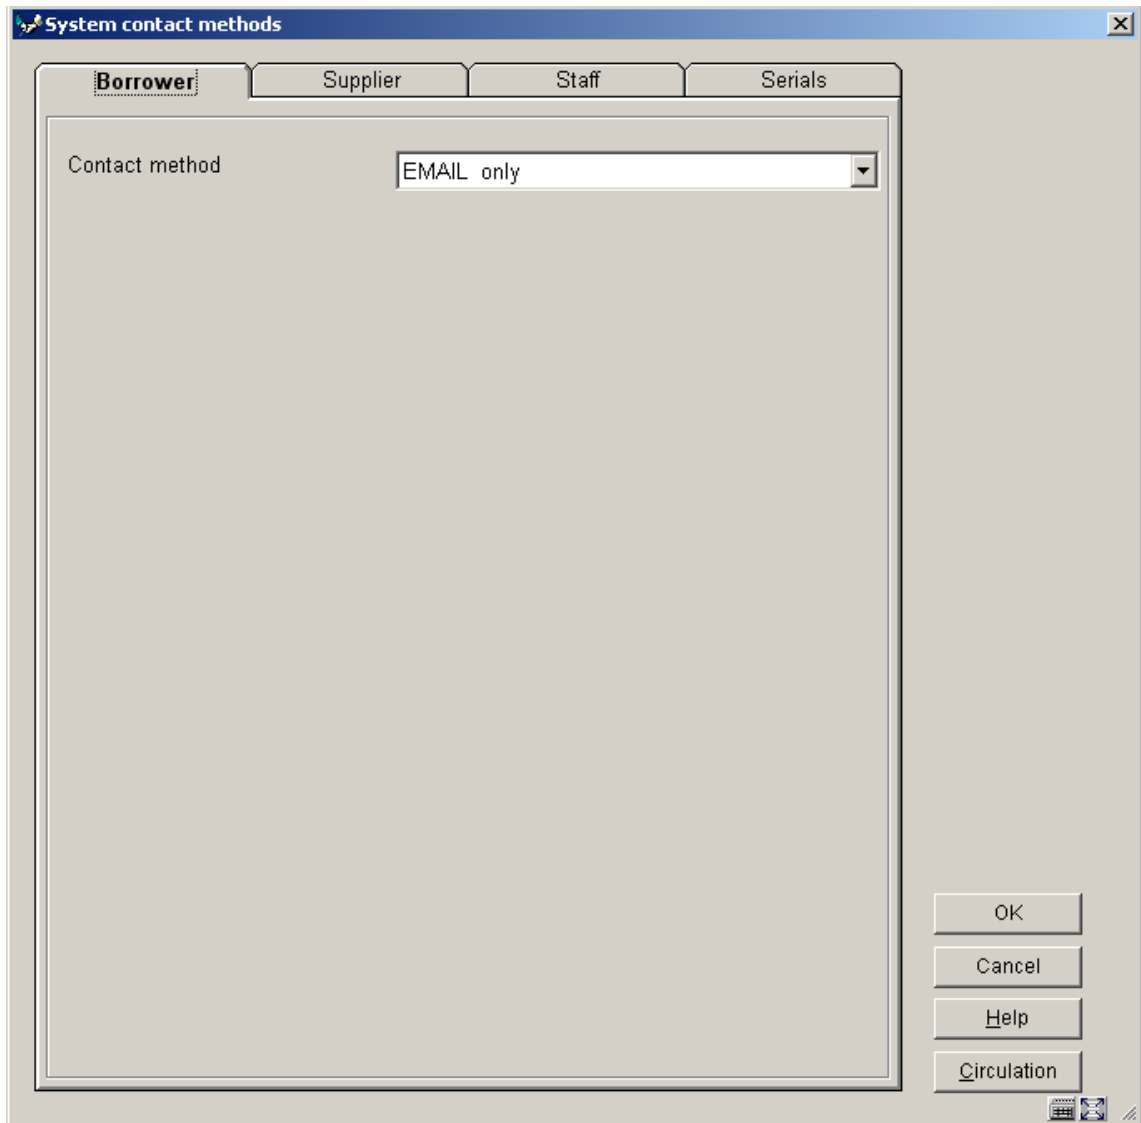 System contact methods
Borrower Supplier Staff Serials
Contact method EMAIL only
OK
Cancel
Help
Circulation